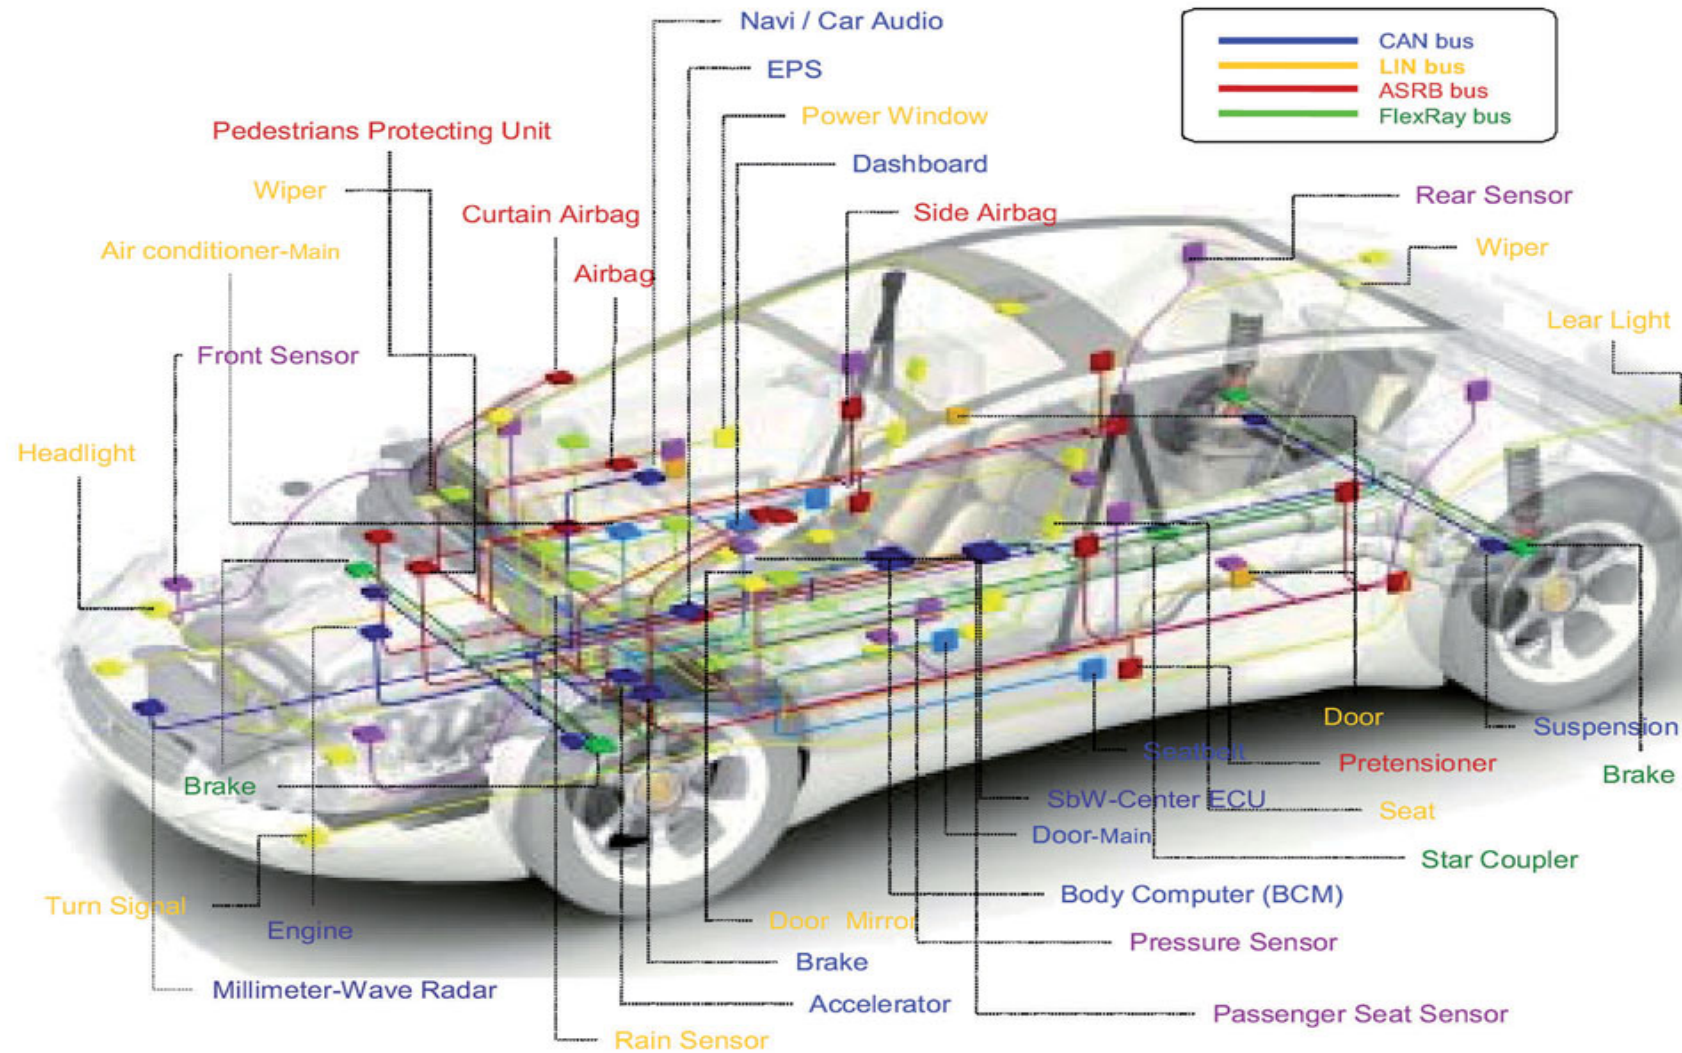 Navi / Car Audio
CAN bus
LIN bus
ASRB bus
FlexRay bus
EPS
Power Window
Pedestrians Protecting Unit
Dashboard
Wiper
Curtain Airbag
Side Airbag
Rear Sensor
Air conditioner-Main
Wiper
Airbag
Lear Light
Front Sensor
Headlight
Door
Suspension
Seatbelt
Pretensioner
Brake
Brake
SbW-Center ECU
Seat
Door-Main
Star Coupler
Body Computer (BCM)
Turn Signal
Door Mirror
Engine
Pressure Sensor
Brake
Millimeter-Wave Radar
Accelerator
Passenger Seat Sensor
Rain Sensor